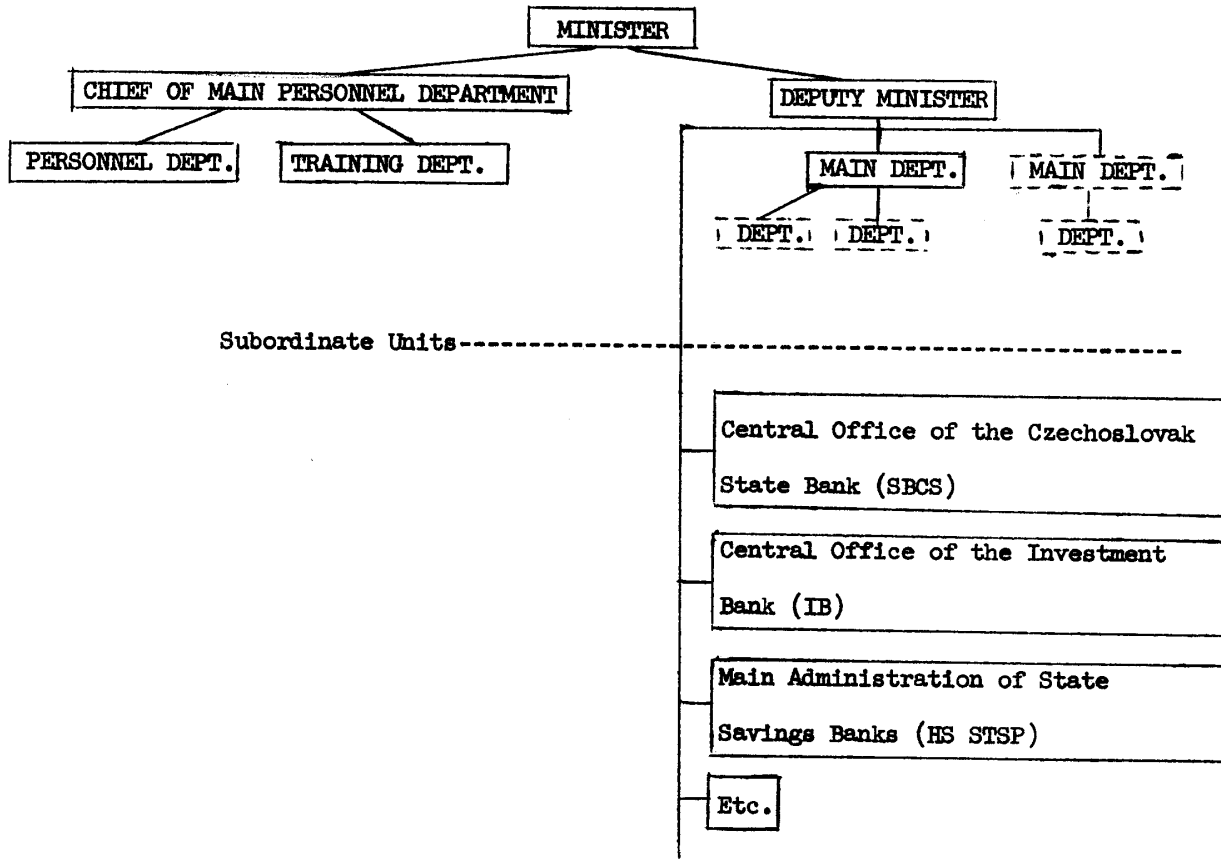 MINISTER
CHIEF OF MAIN PERSONNEL DEPARTMENT
DEPUTY MINISTER
PERSONNEL DEPT.
TRAINING DEPT.
MAIN DEPT.
MAIN DEPT.
DEPT.
DEPT.
DEPT.
Subordinate Units
Central Office of the Czechoslovak
State Bank (SBCS)
Central Office of the Investment
Bank (IB)
Main Administration of State
Savings Banks (HS STSP)
Etc.